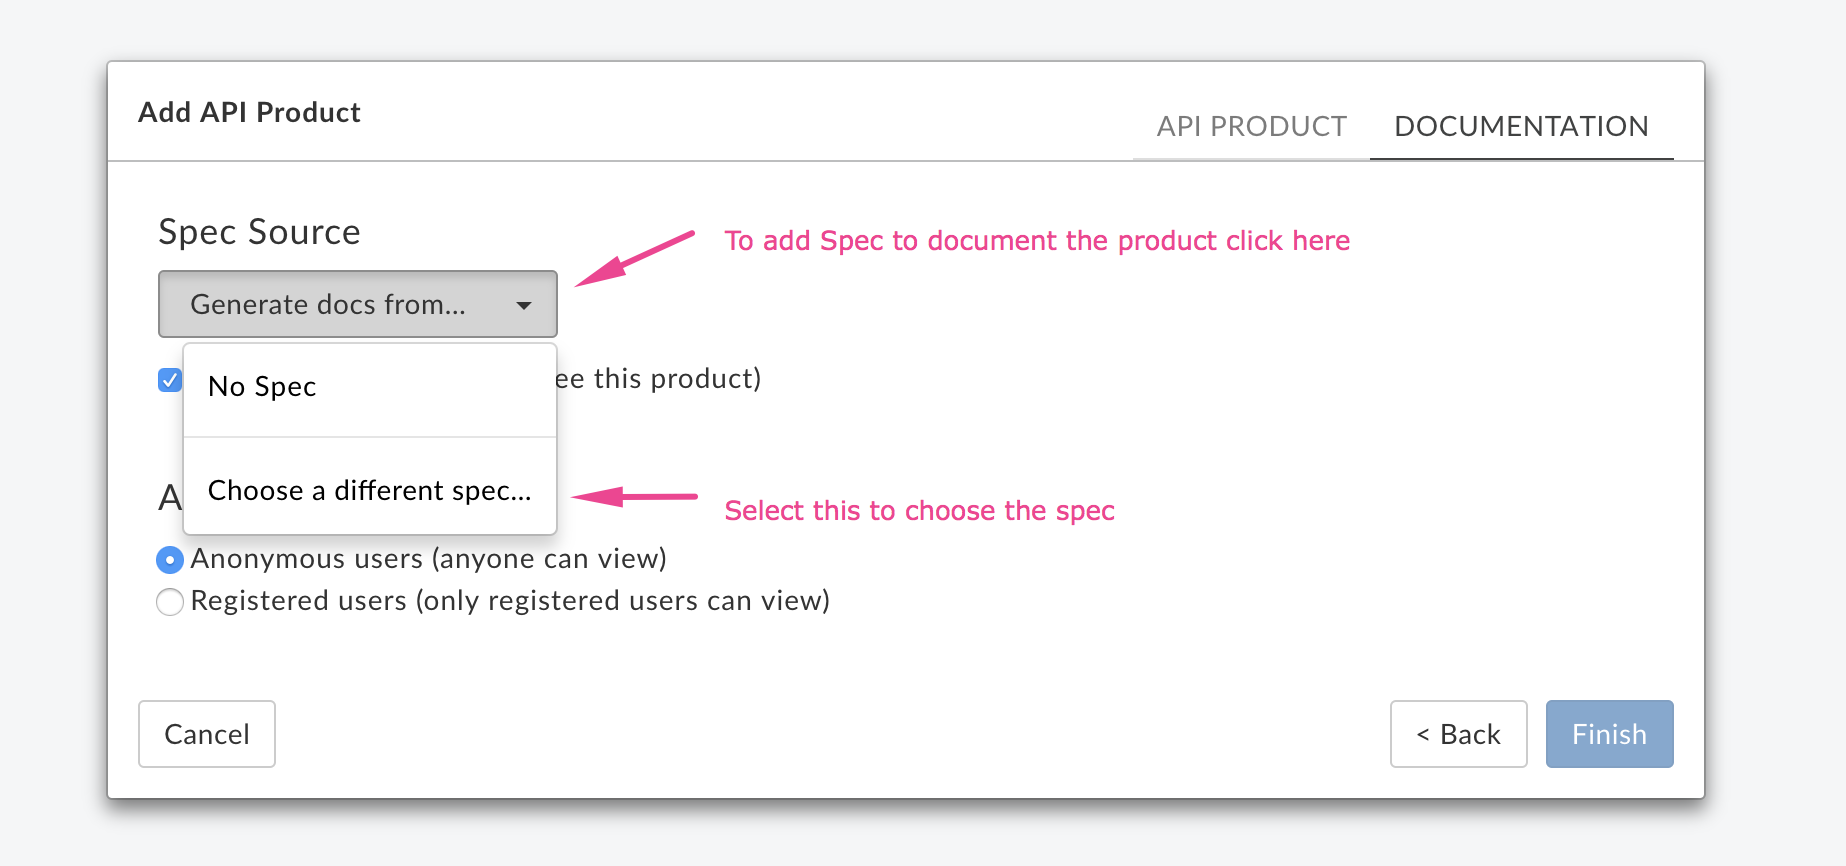 Add API Product
API PRODUCT
DOCUMENTATION
Spec Source
To add Spec to document the product click here
Generate docs from...
No Spec
this product)
Choose a different spec...
Select this to choose the spec
Anonymous users (anyone can view)
Registered users (only registered users can view)
Cancel
< Back
Finish